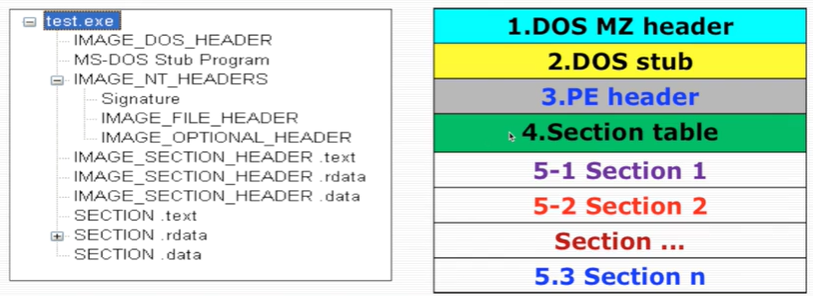 test.exe
IMAGE_DOS_HEADER
MS-DOS Stub Program
IMAGE_NT_HEADERS
Signature
IMAGE_FILE_HEADER
IMAGE_OPTIONAL_HEADER
IMAGE_SECTION_HEADER .text
IMAGE_SECTION_HEADER .rdata
IMAGE_SECTION_HEADER .data
SECTION .text
SECTION .rdata
SECTION .data
1.DOS MZ header
2.DOS stub
3.PE header
4.Section table
5-1 Section 1
5-2 Section 2
Section ...
5.3 Section n